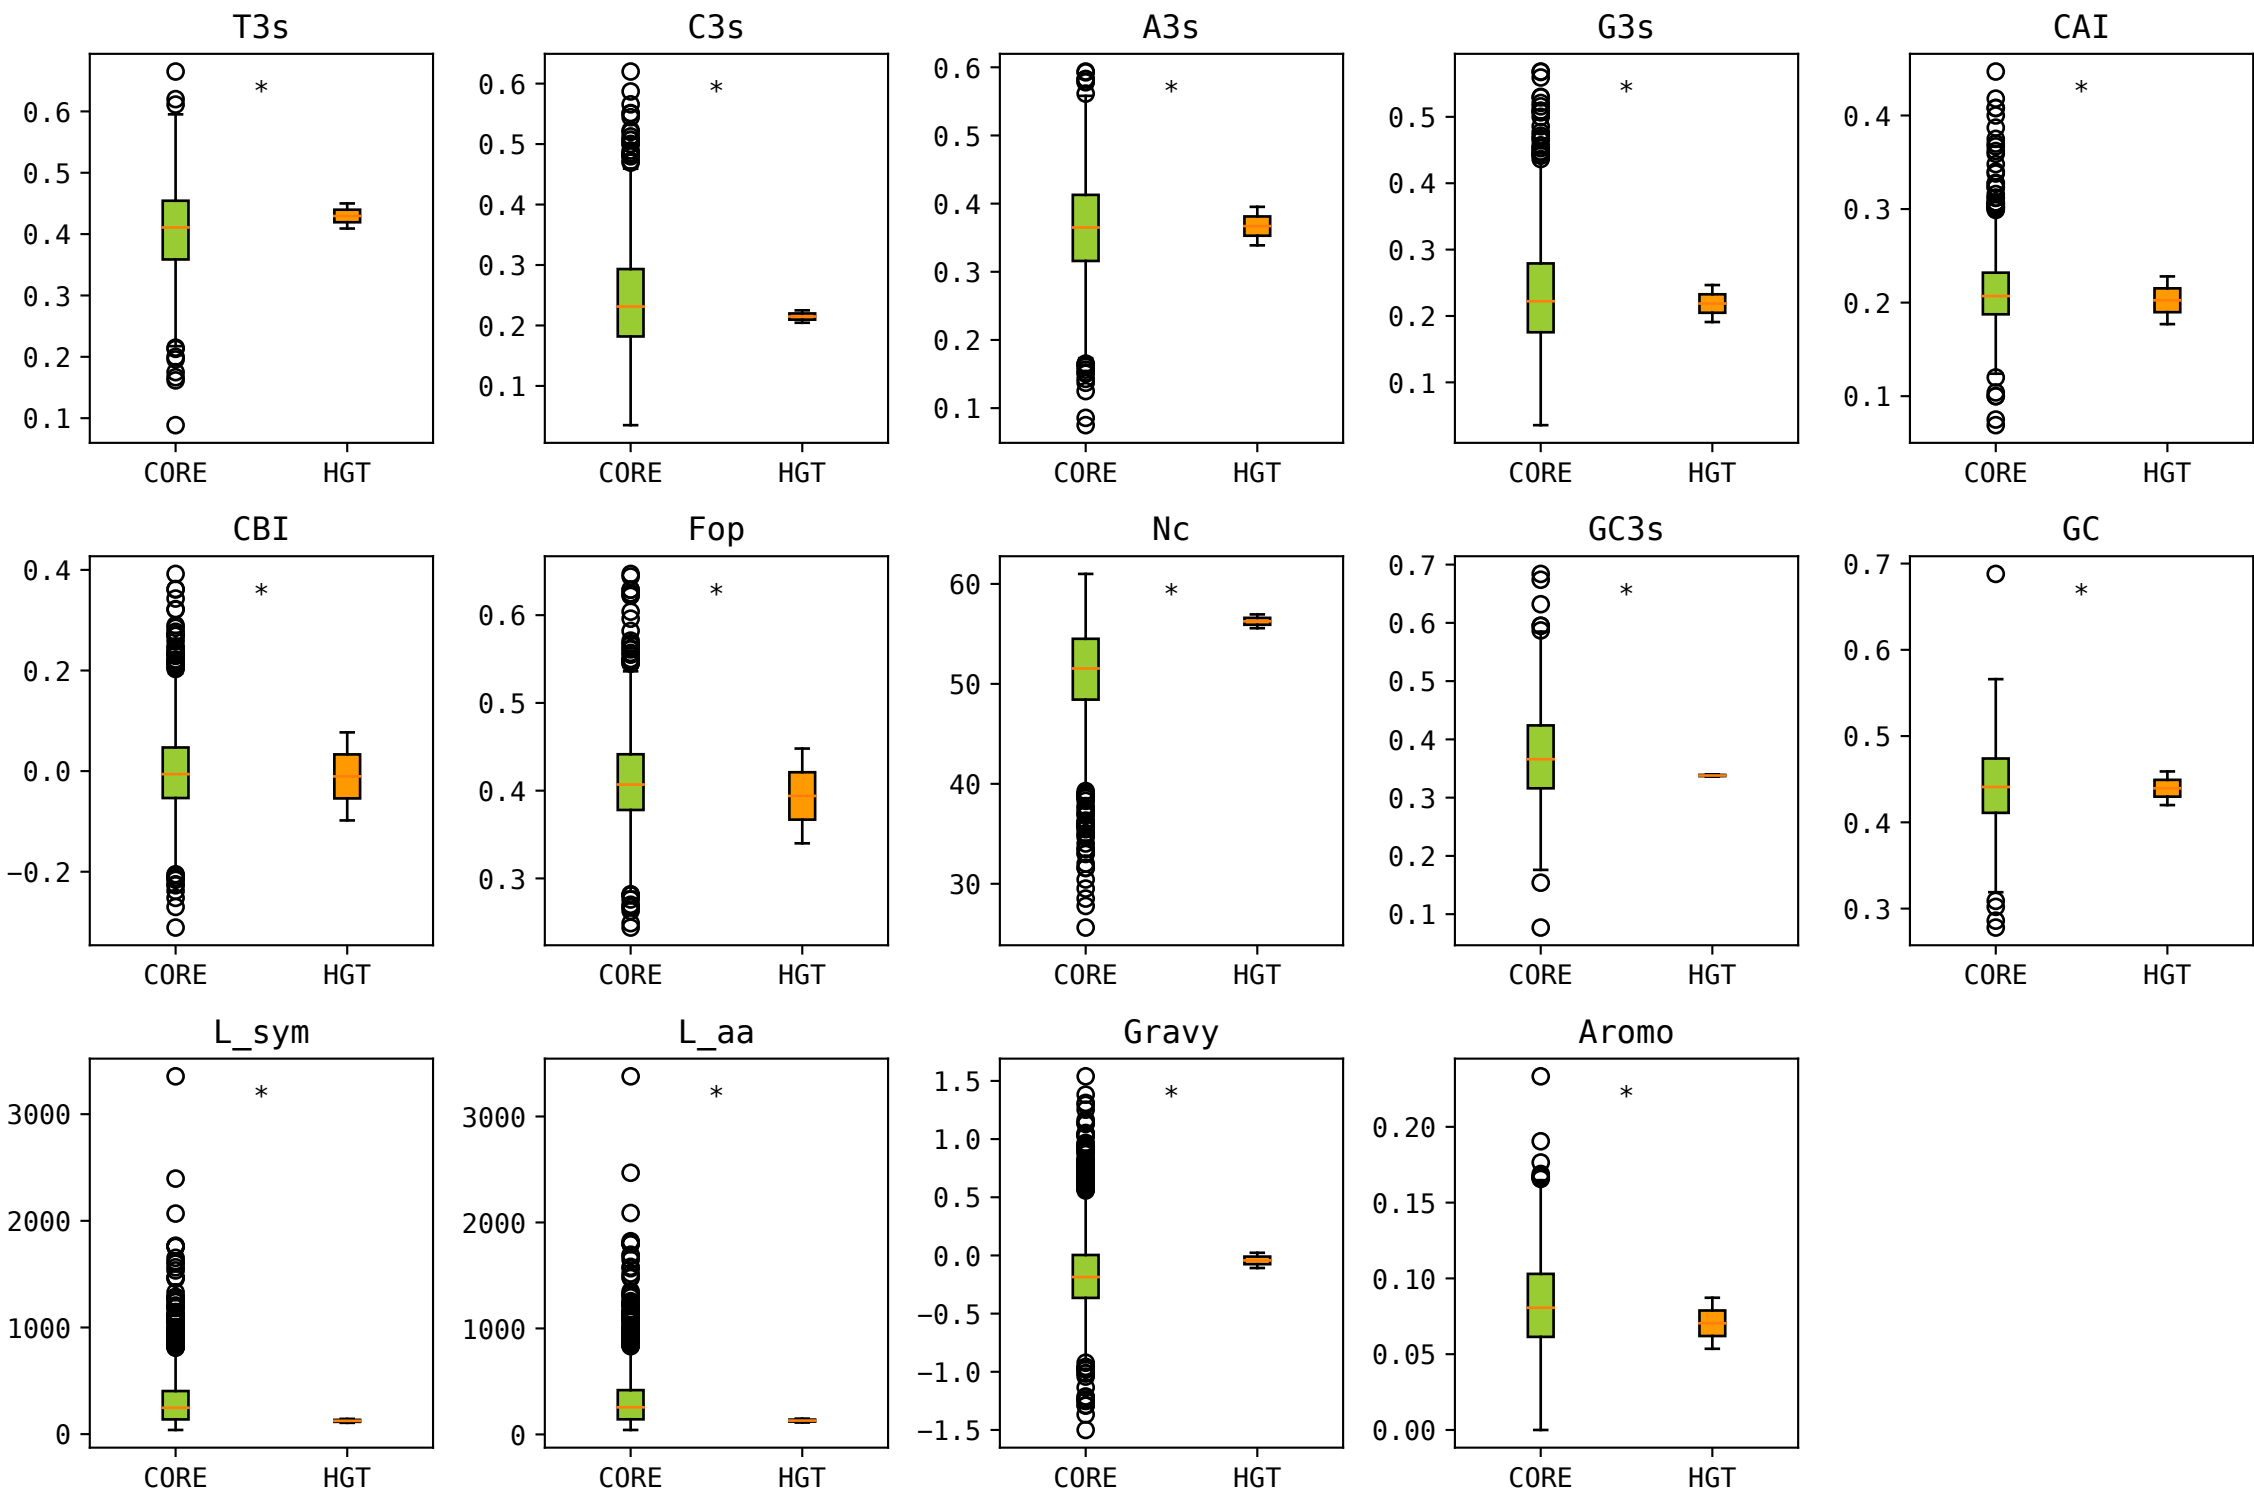 T3s C3s A3s G3s CAI
0.6 0.5 0.4 0.3 0.2 0.1
0.6 0.5 0.4 0.3 0.2 0.1
0.6 0.5 0.4 0.3 0.2 0.1
0.5 0.4 0.3 0.2 0.1
0.4 0.3 0.2 0.1
* * * * *
CORE HGT CORE HGT CORE HGT CORE HGT CORE HGT
CBI Fop Nc GC3s GC
0.4 0.2 0.0 −0.2
0.6 0.5 0.4 0.3
60 50 40 30
0.7 0.6 0.5 0.4 0.3 0.2 0.1
0.7 0.6 0.5 0.4 0.3
* * * * *
CORE HGT CORE HGT CORE HGT CORE HGT CORE HGT
L_sym L_aa Gravy Aromo
3000 2000 1000 0
3000 2000 1000 0
1.5 1.0 0.5 0.0 −0.5 −1.0 −1.5
0.20 0.15 0.10 0.05 0.00
* * * *
CORE HGT CORE HGT CORE HGT CORE HGT